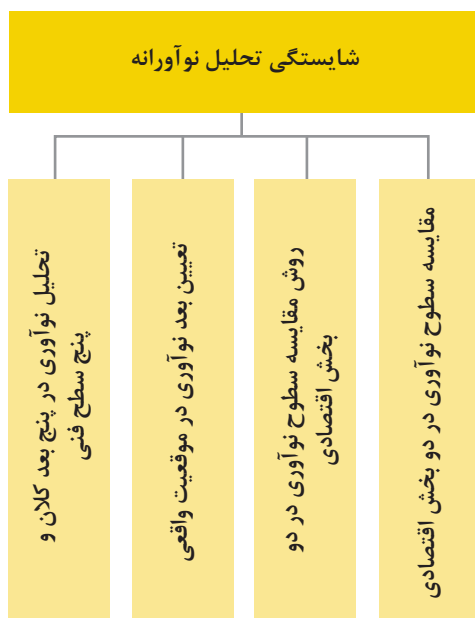 شایستگی تحلیل نوآورانه
مقایسه سطوح نوآوری در دو بخش اقتصادی
روش مقایسه سطوح نوآوری در دو
بخش اقتصادی
تعیین بعد نوآوری در موقعیت واقعی
تحلیل نوآوری در پنج بعد کلان و
پنج سطح فنی